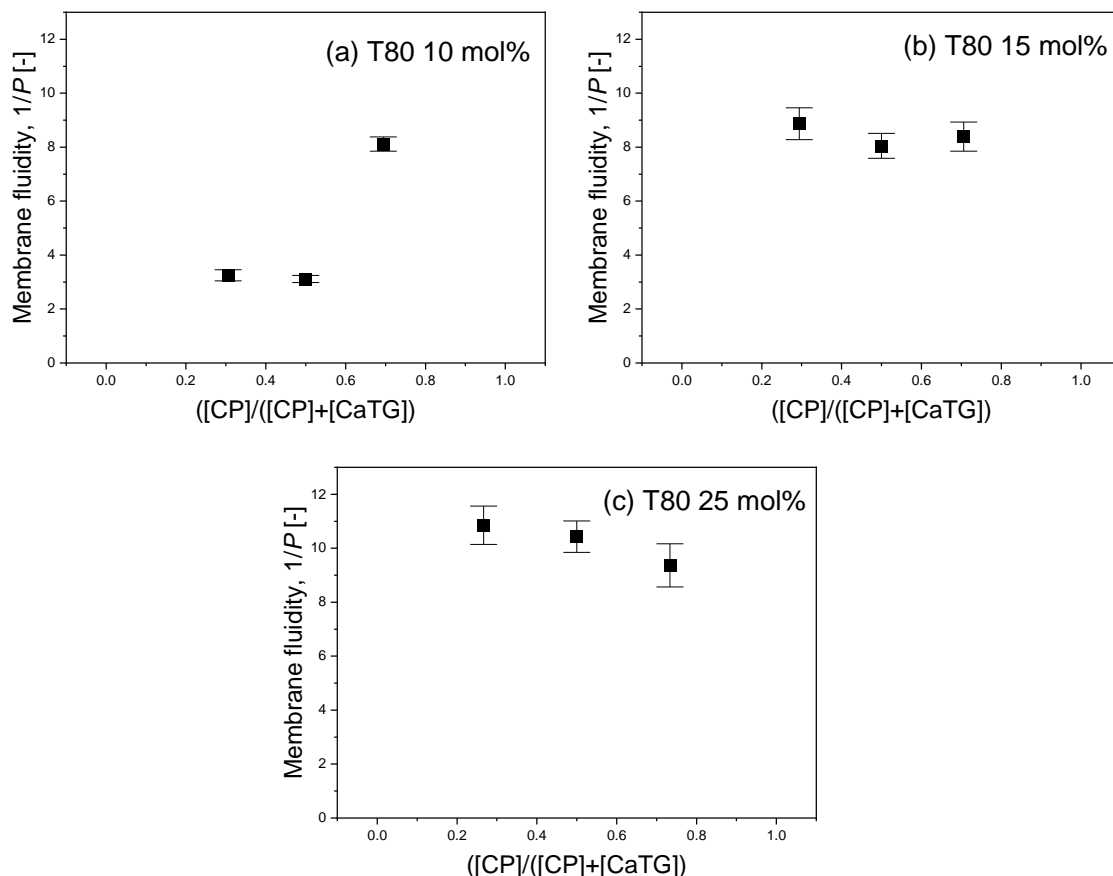 (a) T80 10 mol%
Membrane fluidity, 1/P [-]
12
10
8
6
4
2
0
0.0 0.2 0.4 0.6 0.8 1.0
([CP]/([CP]+[CaTG])
(b) T80 15 mol%
Membrane fluidity, 1/P [-]
12
10
8
6
4
2
0
0.0 0.2 0.4 0.6 0.8 1.0
([CP]/([CP]+[CaTG])
(c) T80 25 mol%
Membrane fluidity, 1/P [-]
12
10
8
6
4
2
0
0.0 0.2 0.4 0.6 0.8 1.0
([CP]/([CP]+[CaTG])